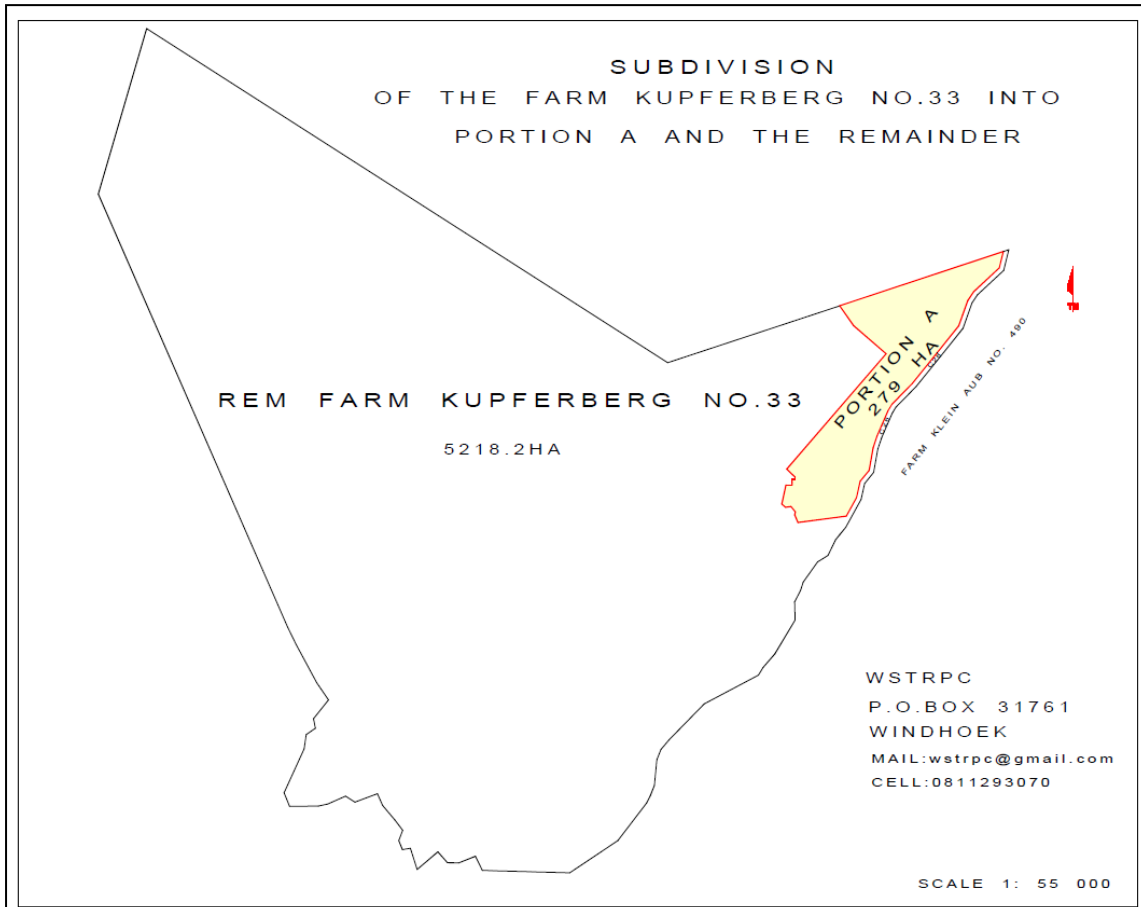 SUBDIVISION
OF THE FARM KUPFERBERG NO.33 INTO
PORTION A AND THE REMAINDER
PORTION A
279 HA
C28
C28
FARM KLEIN AUB NO. 490
REM FARM KUPFERBERG NO.33
5218.2HA
WSTRPC
P.O.BOX 31761
WINDHOEK
MAIL:wstrpc@gmail.com
CELL:0811293070
SCALE 1: 55 000